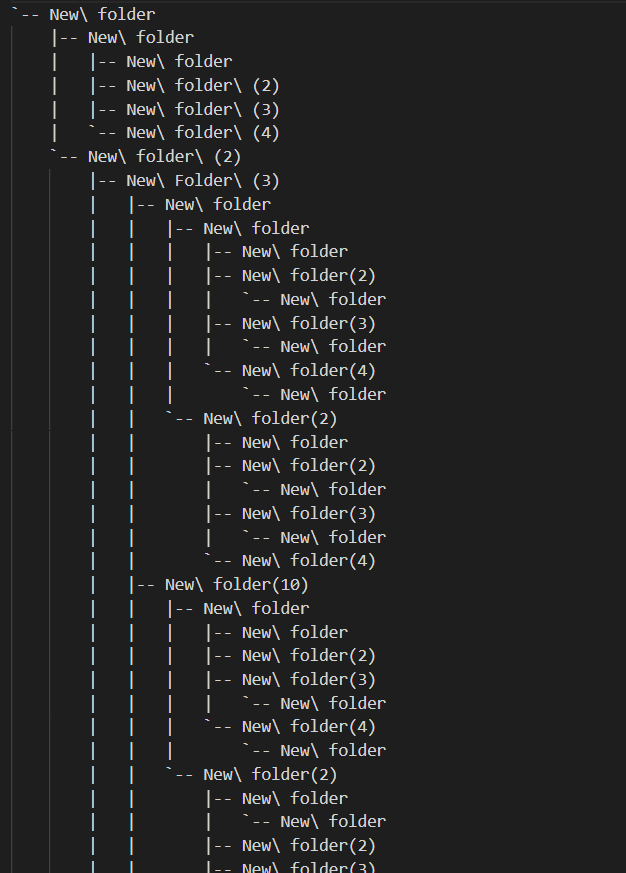 `-- New\ folder
    |-- New\ folder
    |   |-- New\ folder
    |   |-- New\ folder\ (2)
    |   |-- New\ folder\ (3)
    |   `-- New\ folder\ (4)
    `-- New\ folder\ (2)
        |-- New\ Folder\ (3)
        |   |-- New\ folder
        |   |   |-- New\ folder
        |   |   |   |-- New\ folder
        |   |   |   |-- New\ folder(2)
        |   |   |   |   `-- New\ folder
        |   |   |   |-- New\ folder(3)
        |   |   |   |   `-- New\ folder
        |   |   |   `-- New\ folder(4)
        |   |   |       `-- New\ folder
        |   |   `-- New\ folder(2)
        |   |       |-- New\ folder
        |   |       |-- New\ folder(2)
        |   |       |   `-- New\ folder
        |   |       |-- New\ folder(3)
        |   |       |   `-- New\ folder
        |   |       `-- New\ folder(4)
        |   |-- New\ folder(10)
        |   |   |-- New\ folder
        |   |   |   |-- New\ folder
        |   |   |   |-- New\ folder(2)
        |   |   |   |-- New\ folder(3)
        |   |   |   |   `-- New\ folder
        |   |   |   `-- New\ folder(4)
        |   |   |       `-- New\ folder
        |   |   `-- New\ folder(2)
        |   |       |-- New\ folder
        |   |       |   `-- New\ folder
        |   |       |-- New\ folder(2)
        |   |       |-- New\ folder(3)